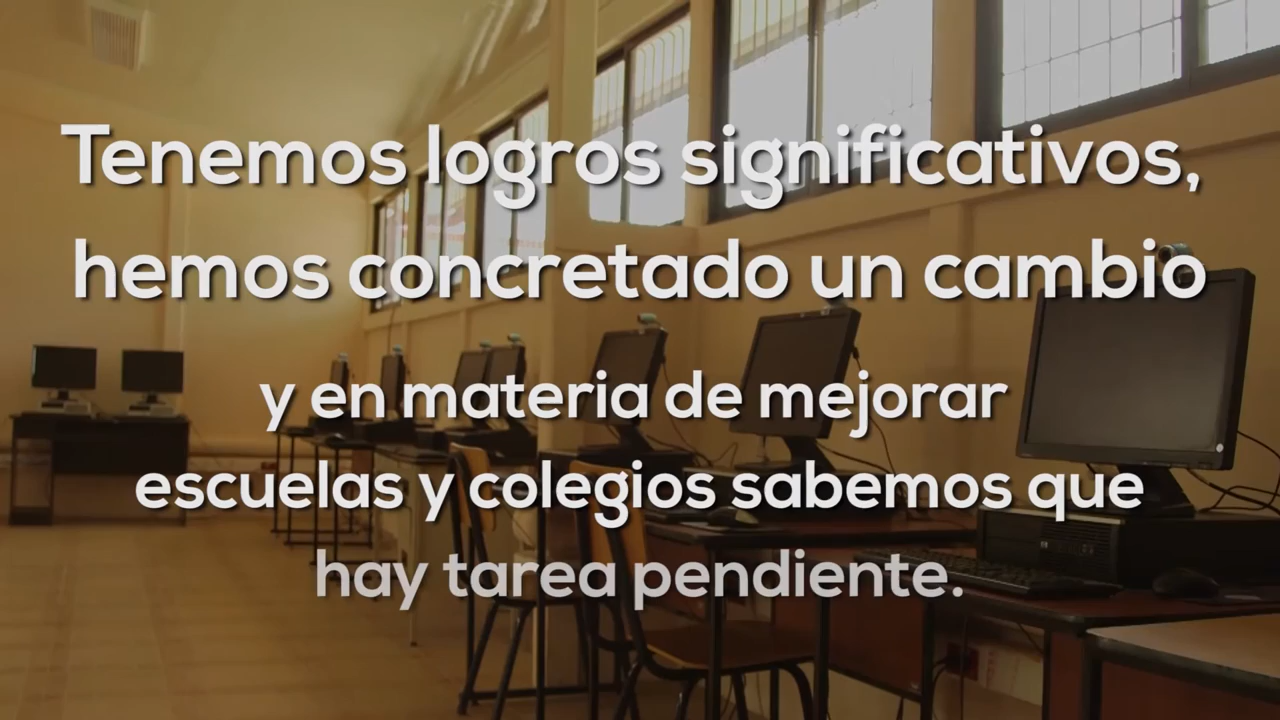 Tenemos logros significativos,
hemos concretado un cambio
y en materia de mejorar
escuelas y colegios sabemos que
hay tarea pendiente.